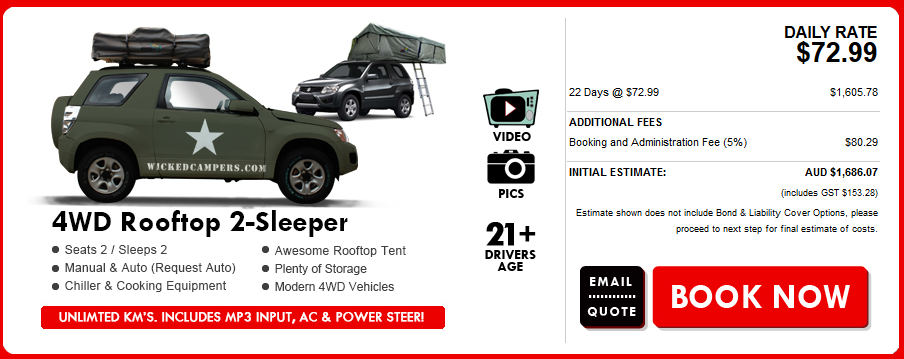 WICKEDCAMPERS.COM
4WD Rooftop 2-Sleeper
Seats 2 / Sleeps 2
Manual & Auto (Request Auto)
Chiller & Cooking Equipment
Awesome Rooftop Tent
Plenty of Storage
Modern 4WD Vehicles
UNLIMTED KM'S. INCLUDES MP3 INPUT, AC & POWER STEER!
VIDEO
PICS
21+
DRIVERS
AGE
DAILY RATE
$72.99
22 Days @ $72.99 $1,605.78
ADDITIONAL FEES
Booking and Administration Fee (5%) $80.29
INITIAL ESTIMATE: AUD $1,686.07
(includes GST $153.28)
Estimate shown does not include Bond & Liability Cover Options, please
proceed to next step for final estimate of costs.
EMAIL
QUOTE
BOOK NOW